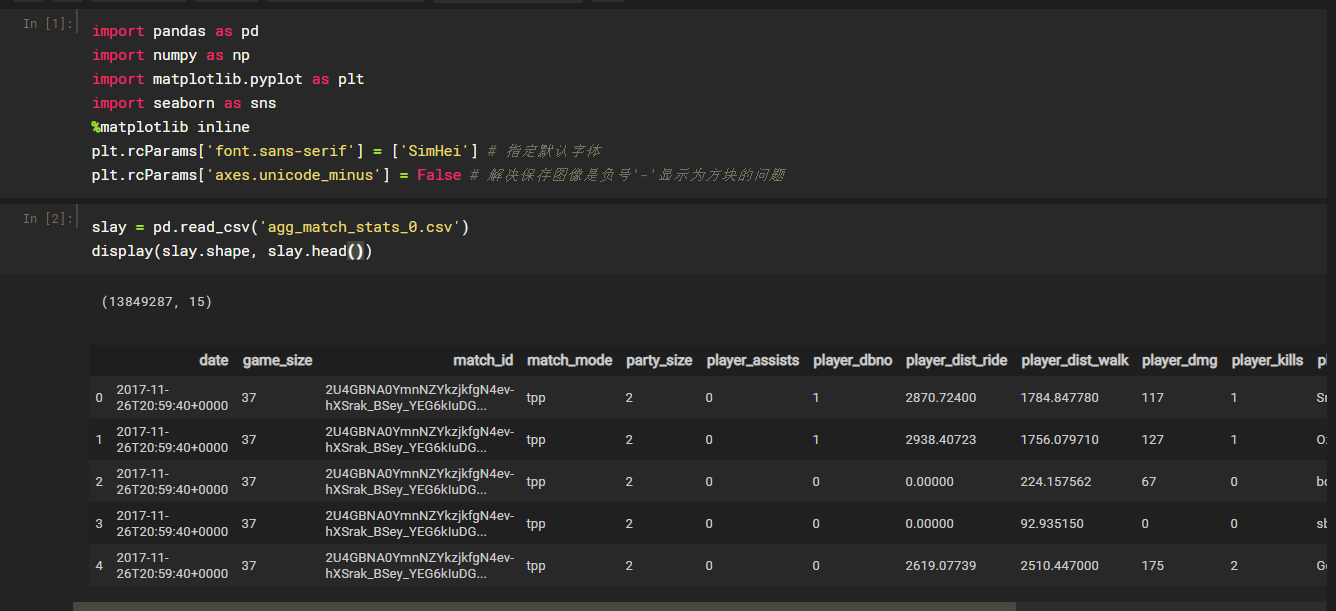 In [1]:
import pandas as pd
import numpy as np
import matplotlib.pyplot as plt
import seaborn as sns
%matplotlib inline
plt.rcParams['font.sans-serif'] = ['SimHei'] # 指定默认字体
plt.rcParams['axes.unicode_minus'] = False # 解决保存图像是负号'-'显示为方块的问题
In [2]:
slay = pd.read_csv('agg_match_stats_0.csv')
display(slay.shape, slay.head())
(13849287, 15)
date game_size match_id match_mode party_size player_assists player_dbno player_dist_ride player_dist_walk player_dmg player_kills
0 2017-11-26T20:59:40+0000 37 2U4GBNA0YmnNZYkzjkfgN4ev-hXSrak_BSey_YEG6kIuDG... tpp 2 0 1 2870.72400 1784.847780 117 1
1 2017-11-26T20:59:40+0000 37 2U4GBNA0YmnNZYkzjkfgN4ev-hXSrak_BSey_YEG6kIuDG... tpp 2 0 1 2938.40723 1756.079710 127 1
2 2017-11-26T20:59:40+0000 37 2U4GBNA0YmnNZYkzjkfgN4ev-hXSrak_BSey_YEG6kIuDG... tpp 2 0 0 0.00000 224.157562 67 0
3 2017-11-26T20:59:40+0000 37 2U4GBNA0YmnNZYkzjkfgN4ev-hXSrak_BSey_YEG6kIuDG... tpp 2 0 0 0.00000 92.935150 0 0
4 2017-11-26T20:59:40+0000 37 2U4GBNA0YmnNZYkzjkfgN4ev-hXSrak_BSey_YEG6kIuDG... tpp 2 0 0 2619.07739 2510.447000 175 2